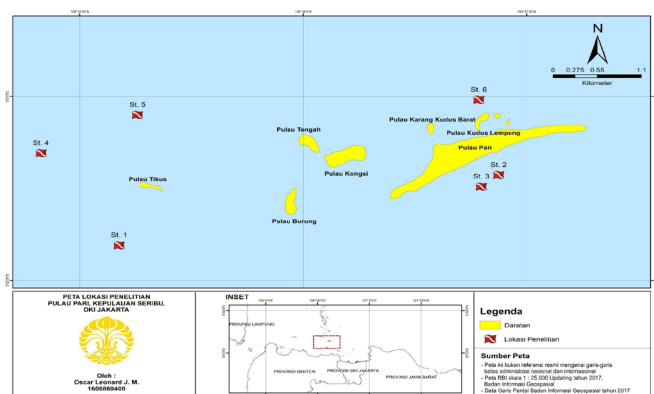 N
0 0.275 0.55 1.1
Kilometer
St. 6
St. 5
Pulau Karang Kudus Barat
Pulau Tengah
Pulau Kudus Lempeng
St. 4
Pulau Pari
Pulau Kongsi
St. 2
Pulau Tikus
St. 3
Pulau Burung
St. 1
PETA LOKASI PENELITIAN
PULAU PARI, KEPULAUAN SERIBU,
DKI JAKARTA
Oleh :
Oscar Leonard J. M.
1606860400
INSET
PROVINSI LAMPUNG
PROVINSI BANTEN
PROVINSI DKI JAKARTA
PROVINSI JAWA BARAT
Legenda
Daratan
Lokasi Penelitian
Sumber Peta
- Peta ini bukan referensi resmi mengenai garis-garis
batas administrasi nasional dan internasional
- Peta RBI skala 1 : 25.000 Updating tahun 2017,
Badan Informasi Geospasial
- Data Garis Pantai Badan Informasi Geospasial tahun 2017